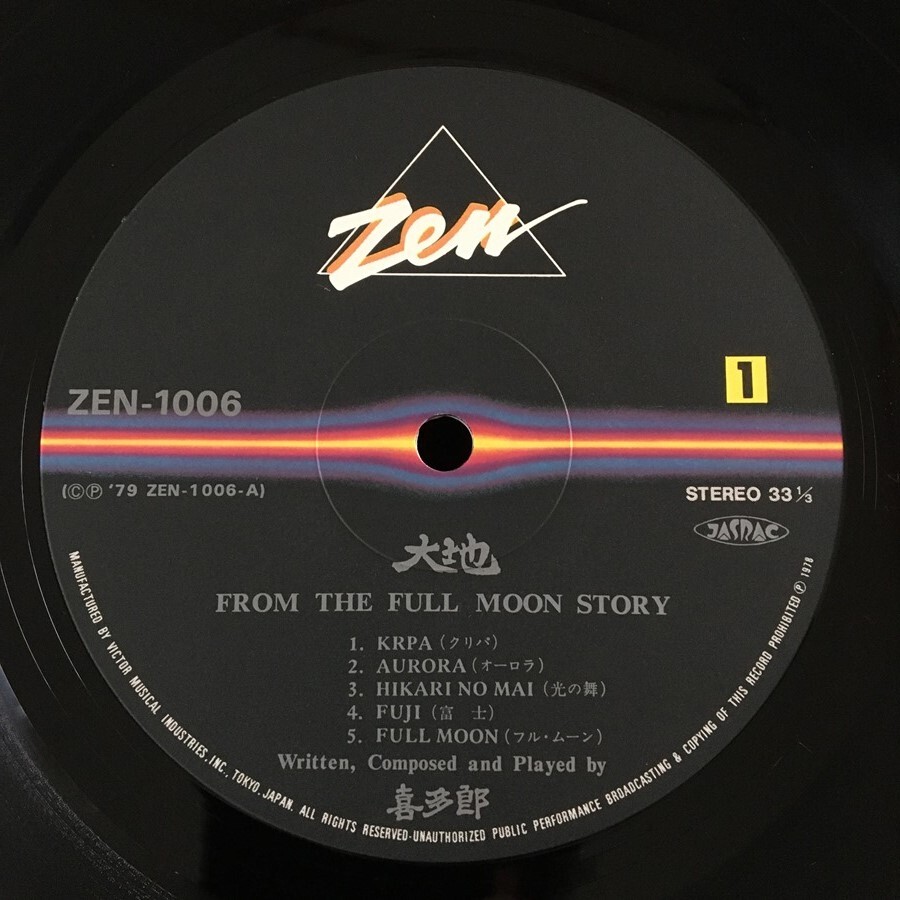 Zen
1
ZEN-1006
(Ⓒ Ⓟ '79 ZEN-1006-A)
STEREO 33 1/3
JASRAC
大地
FROM THE FULL MOON STORY
1. KRPA (クリパ)
2. AURORA (オーロラ)
3. HIKARI NO MAI (光の舞)
4. FUJI (富 士)
5. FULL MOON (フル・ムーン)
Written, Composed and Played by
喜多郎
MANUFACTURED BY VICTOR MUSICAL INDUSTRIES, INC., TOKYO, JAPAN. ALL RIGHTS RESERVED·UNAUTHORIZED PUBLIC PERFORMANCE BROADCASTING & COPYING OF THIS RECORD PROHIBITED Ⓟ 1978